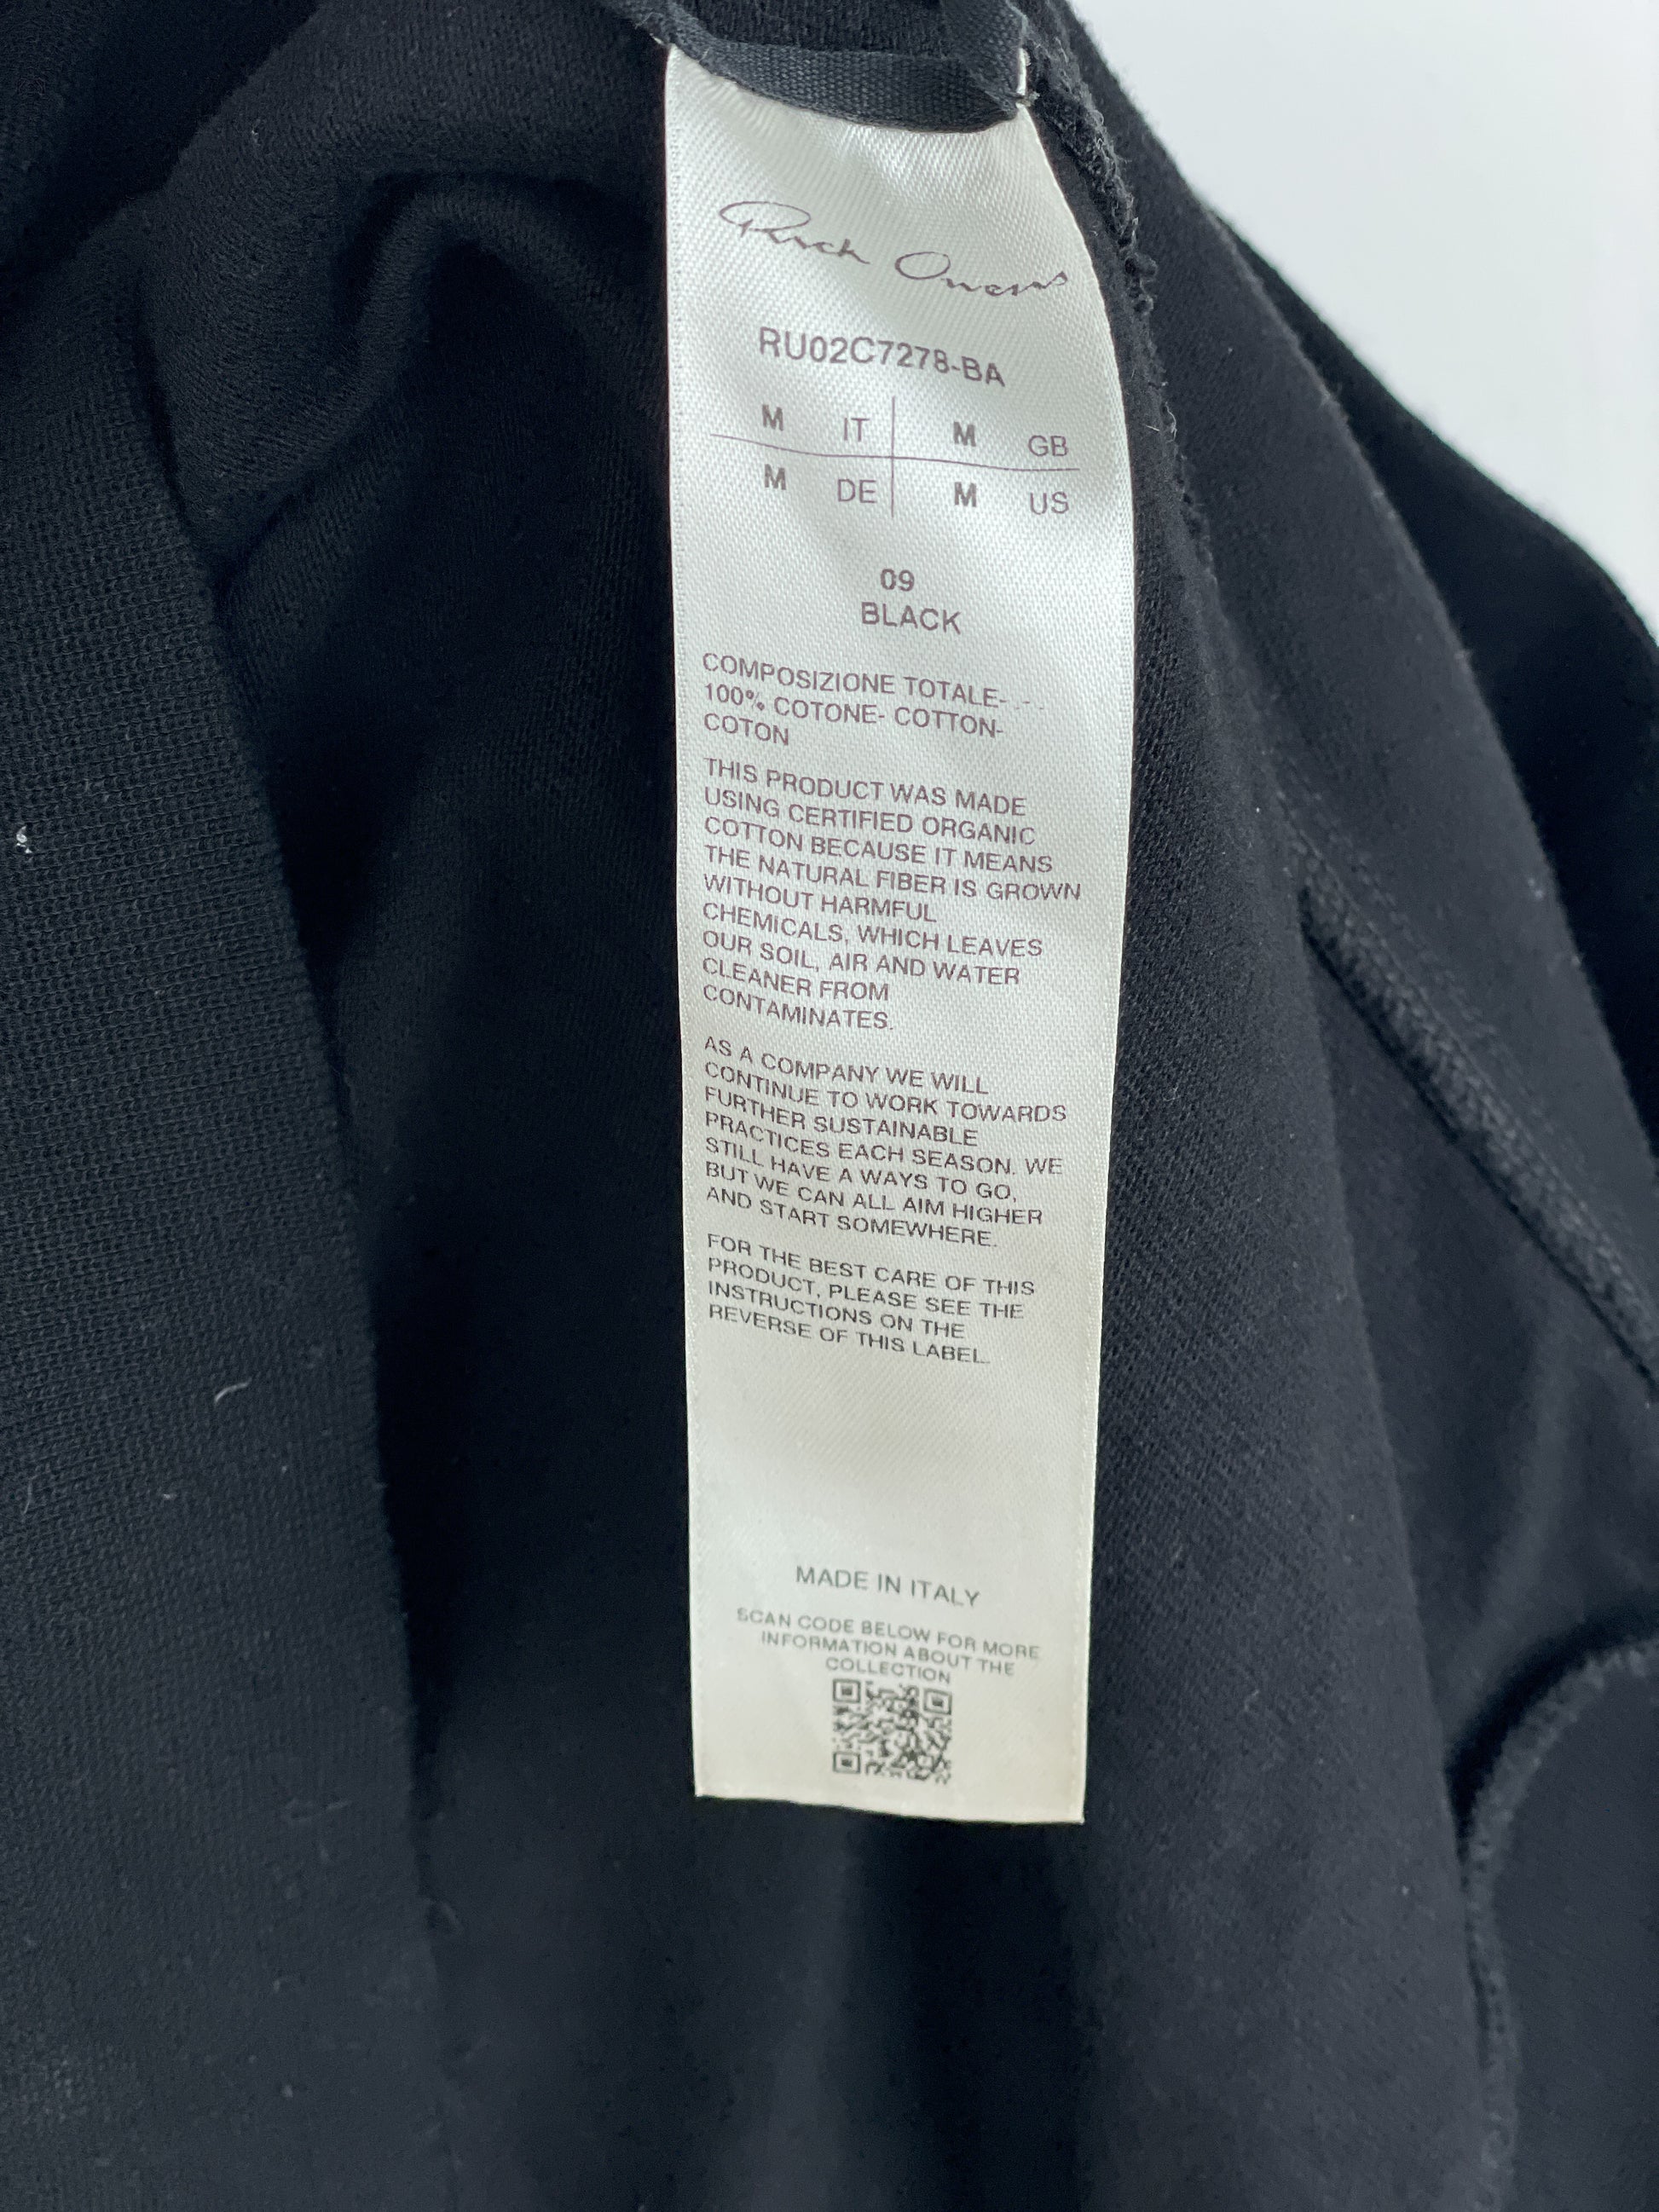 Rick Owens
RU02C7278-BA
M IT M GB
M DE M US
09
BLACK
COMPOSIZIONE TOTALE- - -
100% COTONE- COTTON-
COTON
THIS PRODUCT WAS MADE
USING CERTIFIED ORGANIC
COTTON BECAUSE IT MEANS
THE NATURAL FIBER IS GROWN
WITHOUT HARMFUL
CHEMICALS, WHICH LEAVES
OUR SOIL, AIR AND WATER
CLEANER FROM
CONTAMINATES.
AS A COMPANY WE WILL
CONTINUE TO WORK TOWARDS
FURTHER SUSTAINABLE
PRACTICES EACH SEASON. WE
STILL HAVE A WAYS TO GO,
BUT WE CAN ALL AIM HIGHER
AND START SOMEWHERE.
FOR THE BEST CARE OF THIS
PRODUCT, PLEASE SEE THE
INSTRUCTIONS ON THE
REVERSE OF THIS LABEL.
MADE IN ITALY
SCAN CODE BELOW FOR MORE
INFORMATION ABOUT THE
COLLECTION